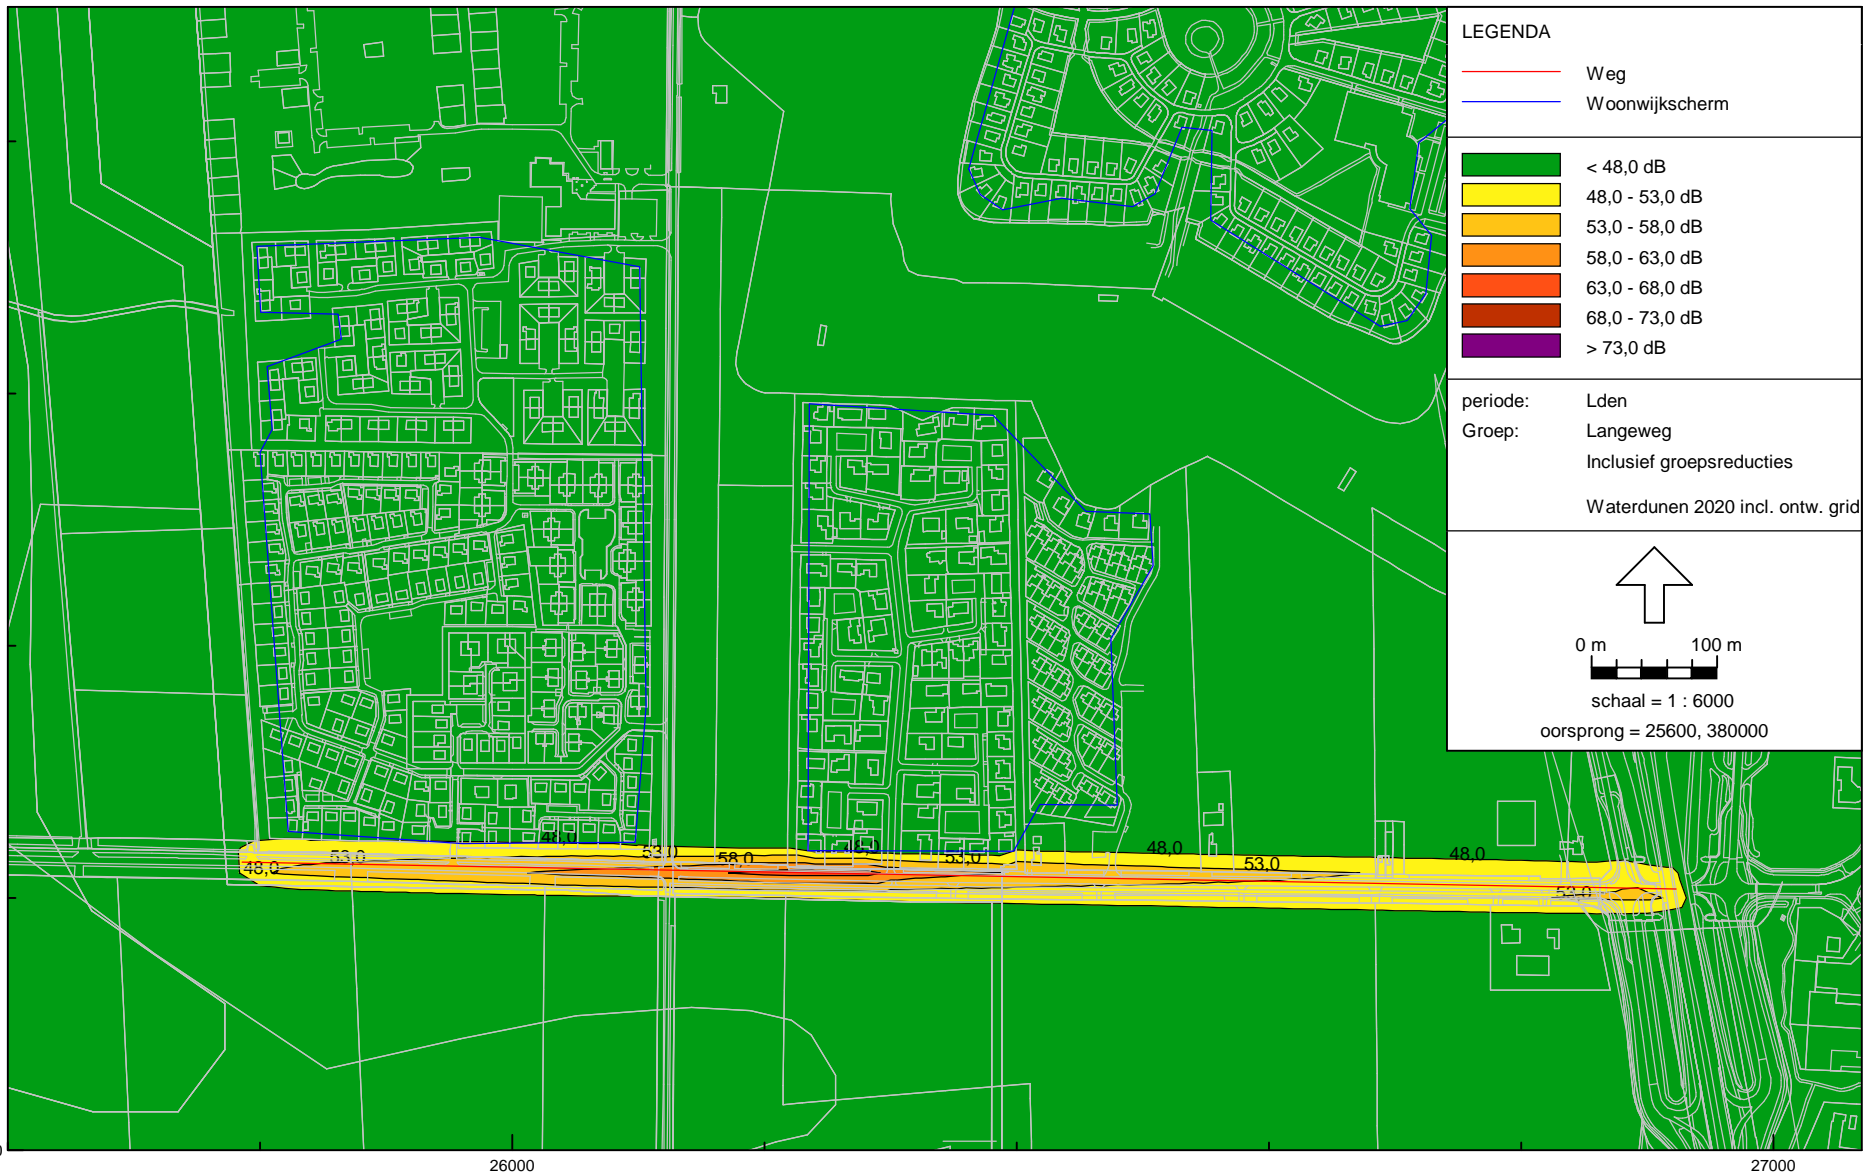 LEGENDA
Weg
Woonwijkscherm
< 48,0 dB
48,0 - 53,0 dB
53,0 - 58,0 dB
58,0 - 63,0 dB
63,0 - 68,0 dB
68,0 - 73,0 dB
> 73,0 dB
periode: Lden
Groep: Langeweg
Inclusief groepsreducties
Waterdunen 2020 incl. ontw. grid
0 m 100 m
schaal = 1 : 6000
oorsprong = 25600, 380000
48,0
53,0
48,0
53,0
58,0
48,0
53,0
48,0
53,0
48,0
53,0
26000
27000